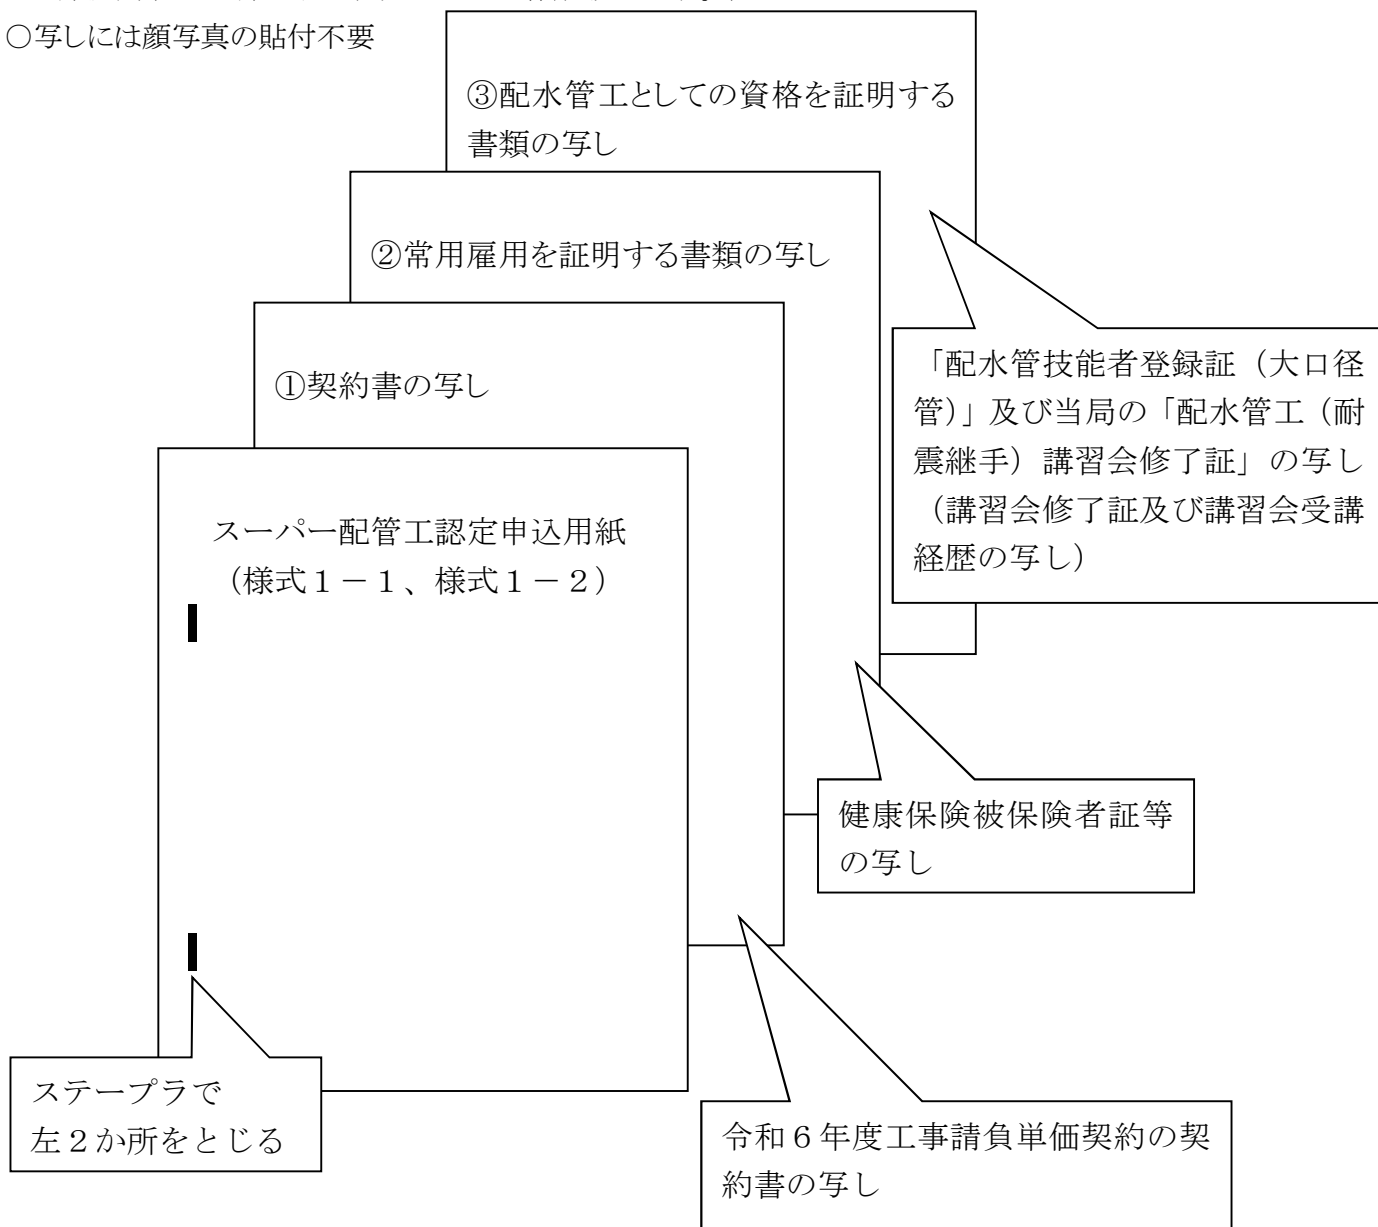 ○写しには顔写真の貼付不要
③配水管工としての資格を証明する
書類の写し
②常用雇用を証明する書類の写し
①契約書の写し
「配水管技能者登録証（大口径
管）」及び当局の「配水管工（耐
震継手）講習会修了証」の写し
（講習会修了証及び講習会受講
経歴の写し）
スーパー配管工認定申込用紙
（様式１－１、様式１－２）
健康保険被保険者証等
の写し
ステープラで
左２か所をとじる
令和６年度工事請負単価契約の契
約書の写し